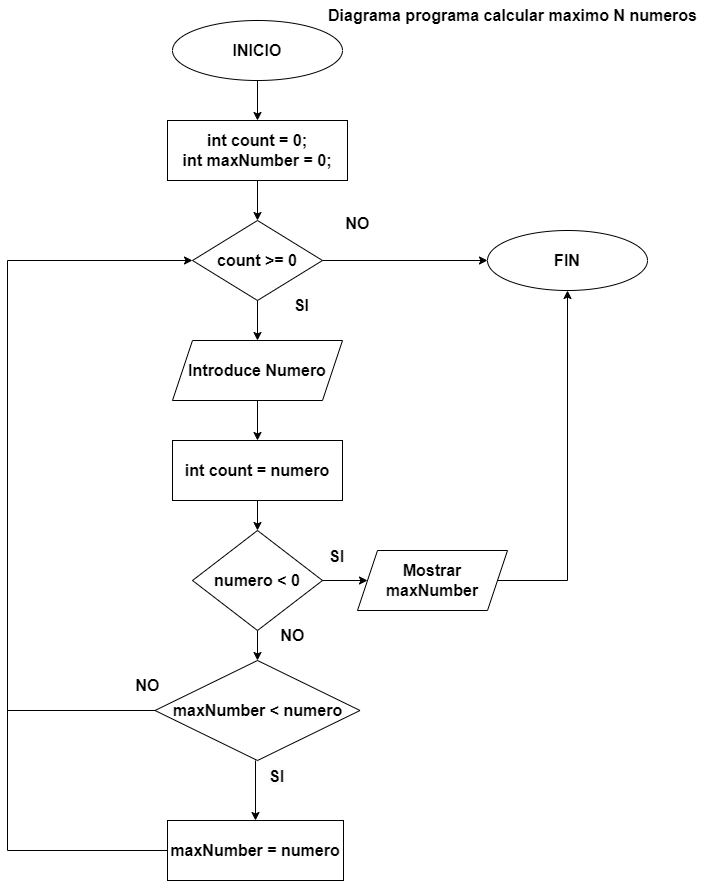 Diagrama programa calcular maximo N numeros
INICIO
int count = 0;
int maxNumber = 0;
NO
count >= 0
FIN
SI
Introduce Numero
int count = numero
SI
numero < 0
Mostrar
maxNumber
NO
NO
maxNumber < numero
SI
maxNumber = numero